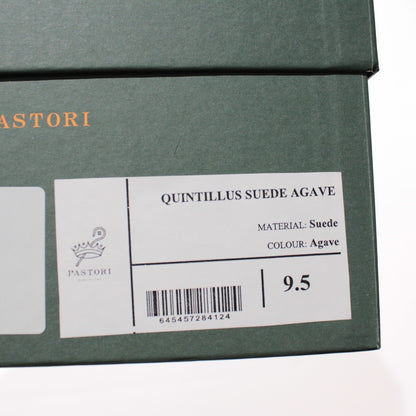 PASTORI
QUINTILLUS SUEDE AGAVE
MATERIAL: Suede
COLOUR: Agave
PASTORI
9.5
645457284124